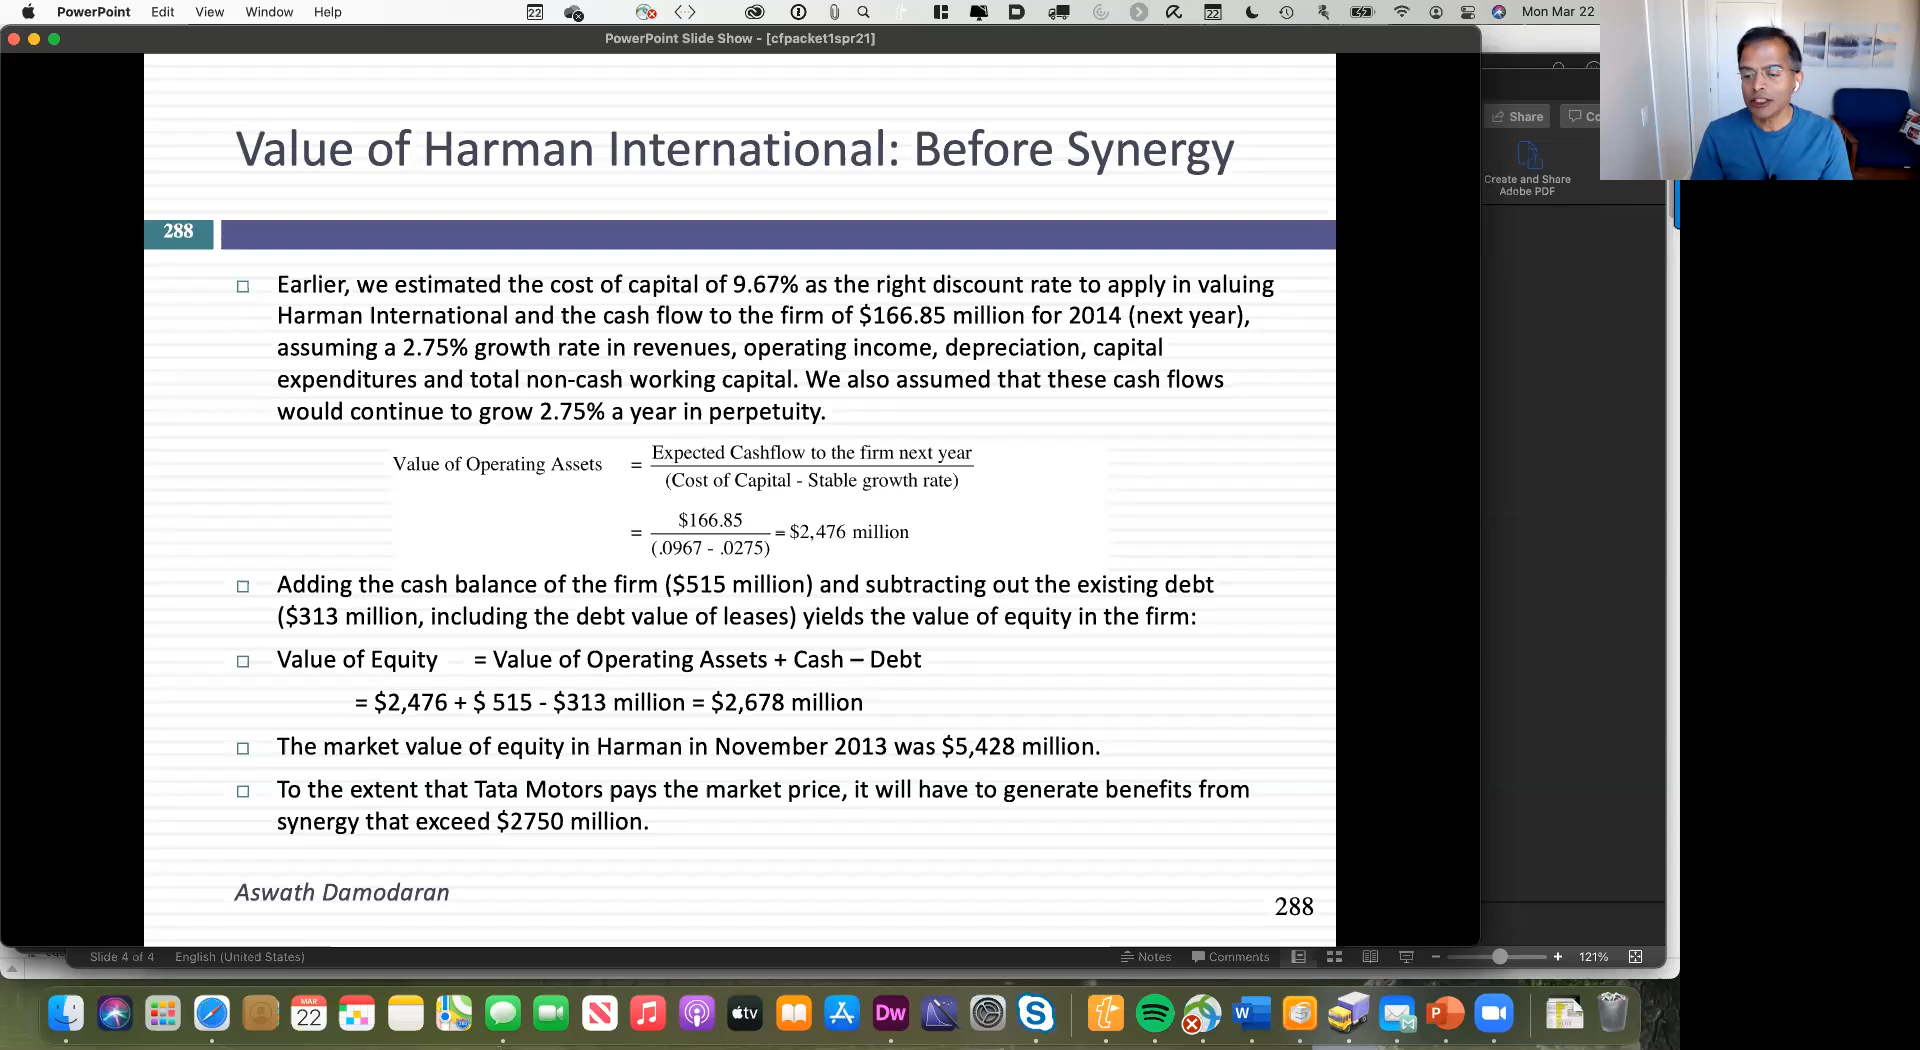 PowerPoint Edit View Window Help
22
22
Mon Mar 22
PowerPoint Slide Show - [cfpacket1spr21]
Share
Co
Create and Share
Adobe PDF
Value of Harman International: Before Synergy
288
□ Earlier, we estimated the cost of capital of 9.67% as the right discount rate to apply in valuing
Harman International and the cash flow to the firm of $166.85 million for 2014 (next year),
assuming a 2.75% growth rate in revenues, operating income, depreciation, capital
expenditures and total non-cash working capital. We also assumed that these cash flows
would continue to grow 2.75% a year in perpetuity.
Expected Cashflow to the firm next year
Value of Operating Assets =
(Cost of Capital - Stable growth rate)
$166.85
= = $2,476 million
(.0967 - .0275)
□ Adding the cash balance of the firm ($515 million) and subtracting out the existing debt
($313 million, including the debt value of leases) yields the value of equity in the firm:
□ Value of Equity = Value of Operating Assets + Cash – Debt
= $2,476 + $ 515 - $313 million = $2,678 million
□ The market value of equity in Harman in November 2013 was $5,428 million.
□ To the extent that Tata Motors pays the market price, it will have to generate benefits from
synergy that exceed $2750 million.
Aswath Damodaran
288
Slide 4 of 4 English (United States)
Notes Comments 121%
MAR
22
tv
Dw
W
P